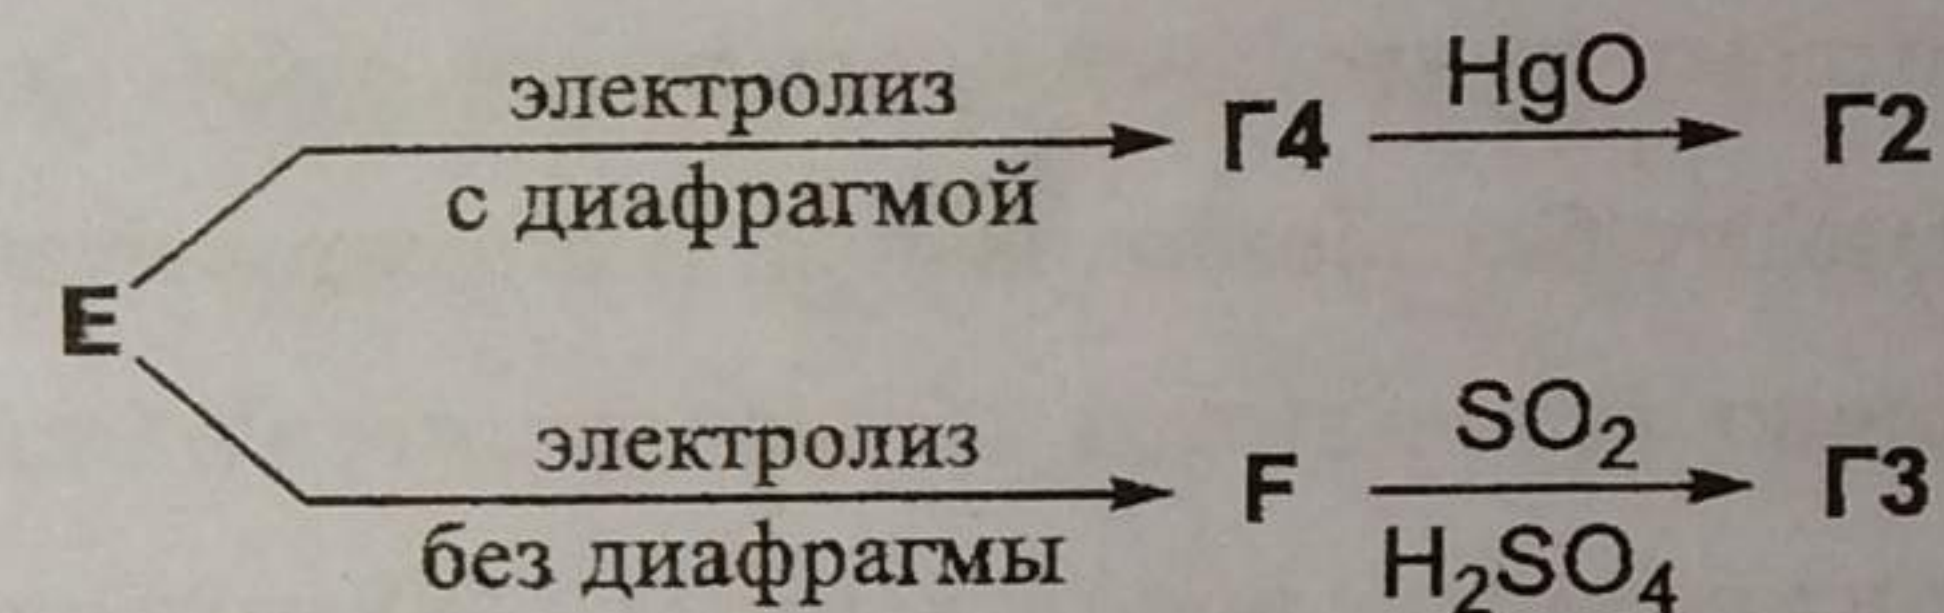 электролиз
с диафрагмой
Г4
HgO
Г2
E
электролиз
без диафрагмы
F
SO₂
H₂SO₄
Г3